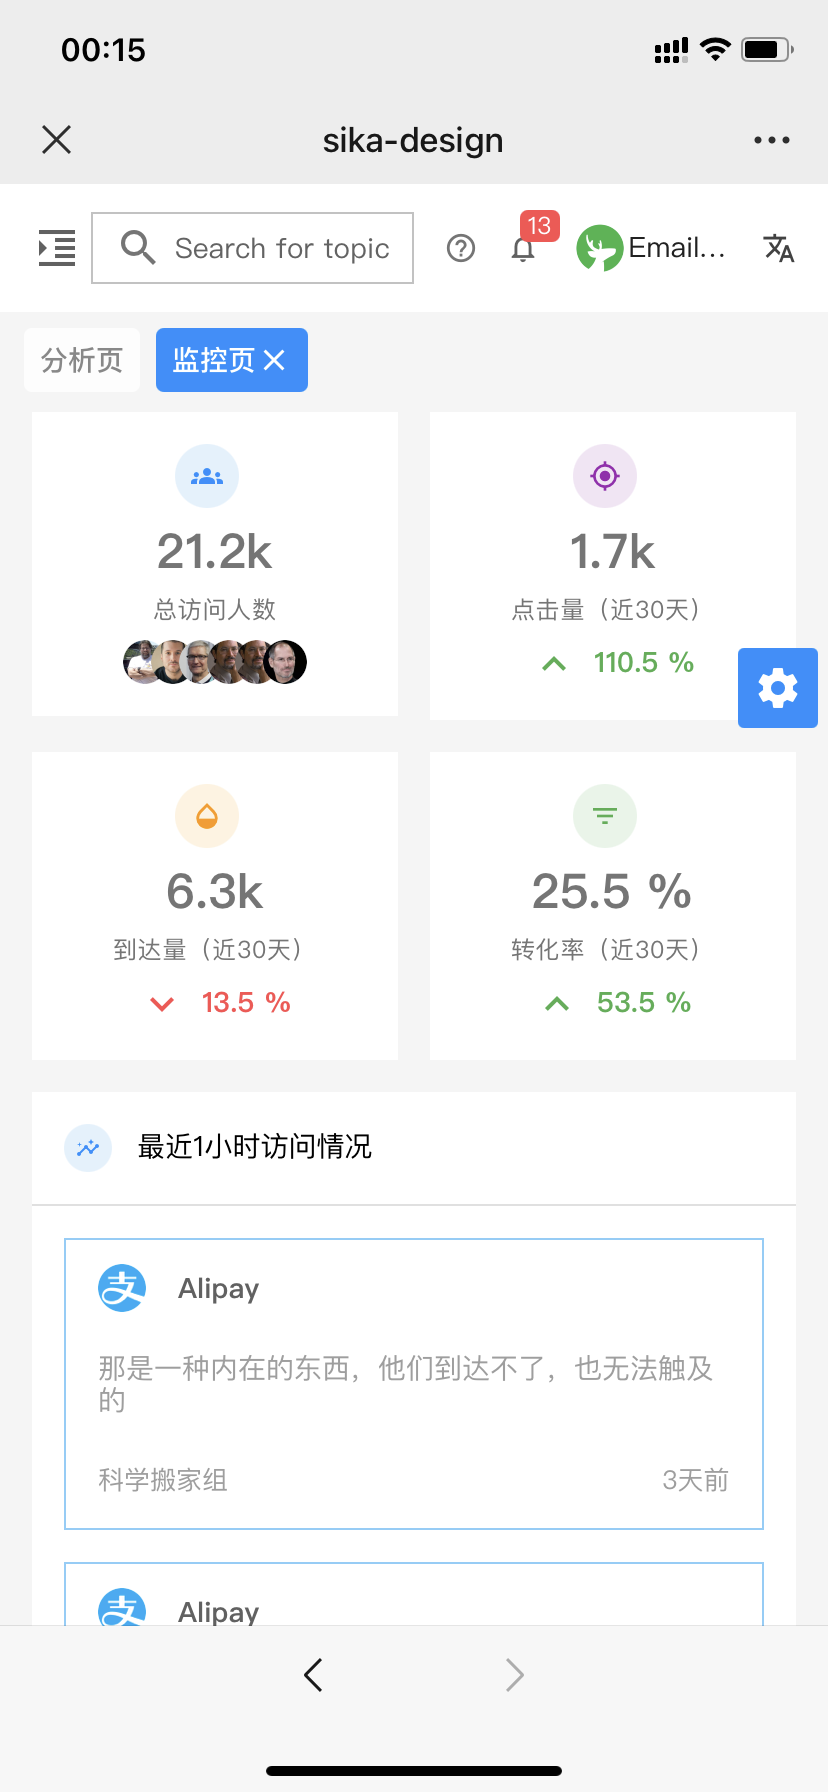 00:15
sika-design
Search for topic
13
Email...
分析页
监控页
21.2k
总访问人数
1.7k
点击量（近30天）
110.5 %
6.3k
到达量（近30天）
13.5 %
25.5 %
转化率（近30天）
53.5 %
最近1小时访问情况
支
Alipay
那是一种内在的东西，他们到达不了，也无法触及
的
科学搬家组
3天前
支
Alipay